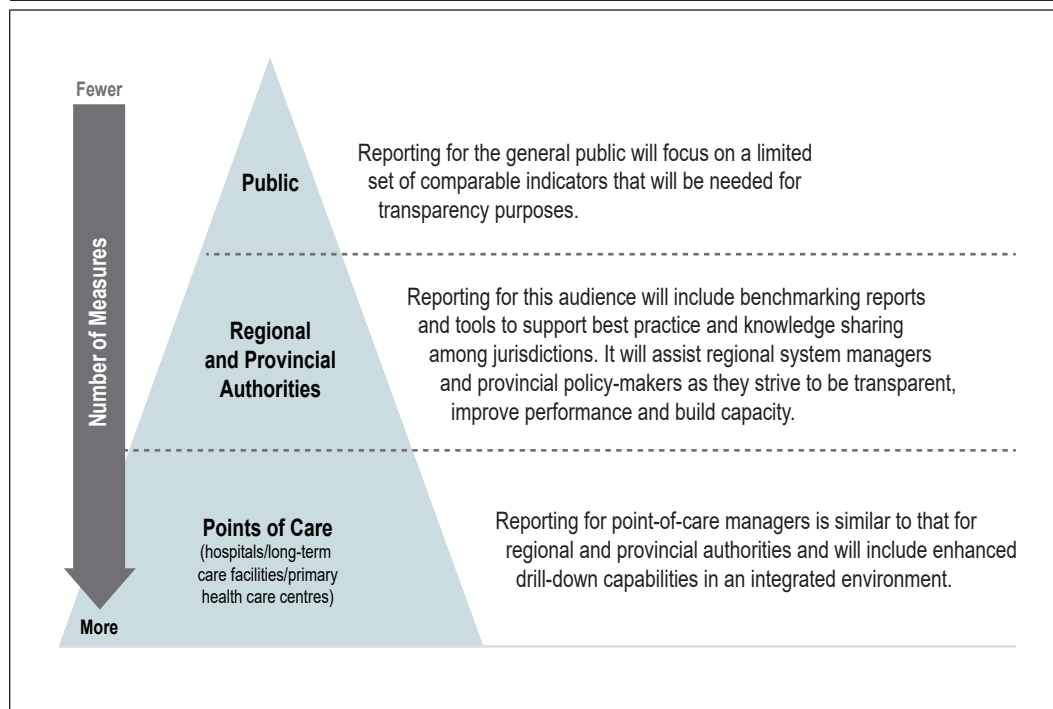 Fewer
Number of Measures
More
Public
Reporting for the general public will focus on a limited
set of comparable indicators that will be needed for
transparency purposes.
Regional
and Provincial
Authorities
Reporting for this audience will include benchmarking reports
and tools to support best practice and knowledge sharing
among jurisdictions. It will assist regional system managers
and provincial policy-makers as they strive to be transparent,
improve performance and build capacity.
Points of Care
(hospitals/long-term
care facilities/primary
health care centres)
Reporting for point-of-care managers is similar to that for
regional and provincial authorities and will include enhanced
drill-down capabilities in an integrated environment.